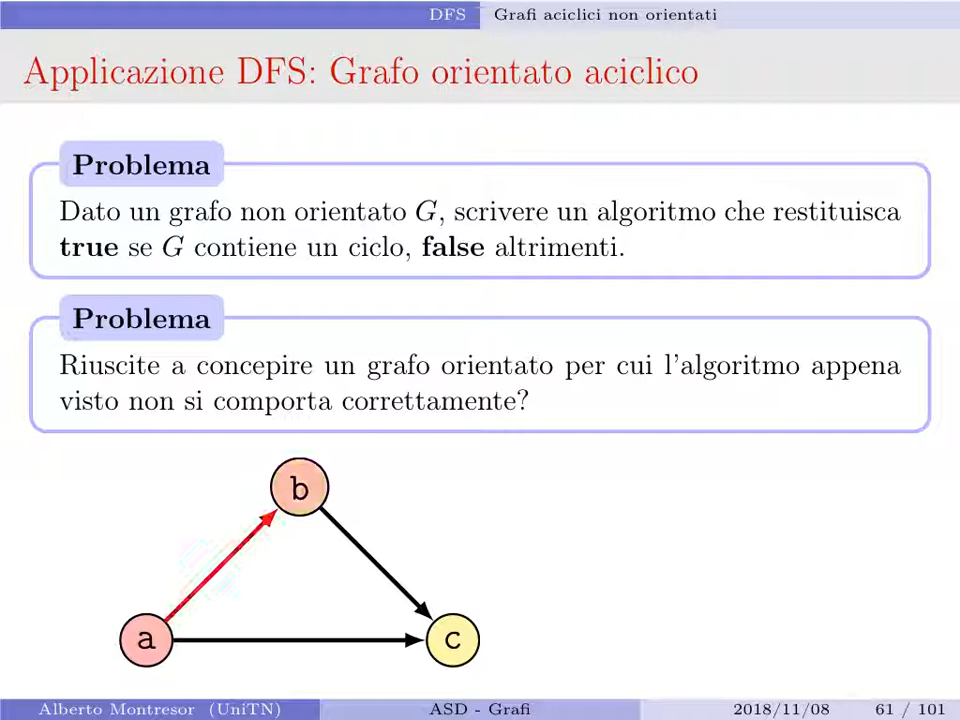 DFS Grafi aciclici non orientati
Applicazione DFS: Grafo orientato aciclico
Problema
Dato un grafo non orientato G, scrivere un algoritmo che restituisca
true se G contiene un ciclo, false altrimenti.
Problema
Riuscite a concepire un grafo orientato per cui l'algoritmo appena
visto non si comporta correttamente?
b
a
c
Alberto Montresor (UniTN) ASD - Grafi 2018/11/08 61 / 101